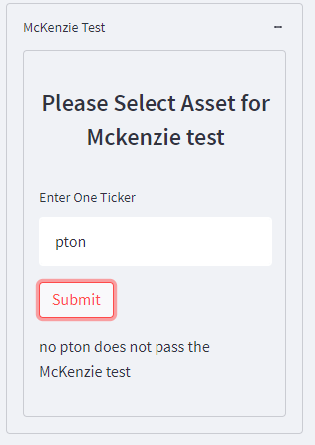 McKenzie Test
Please Select Asset for
Mckenzie test
Enter One Ticker
pton
Submit
no pton does not pass the
McKenzie test